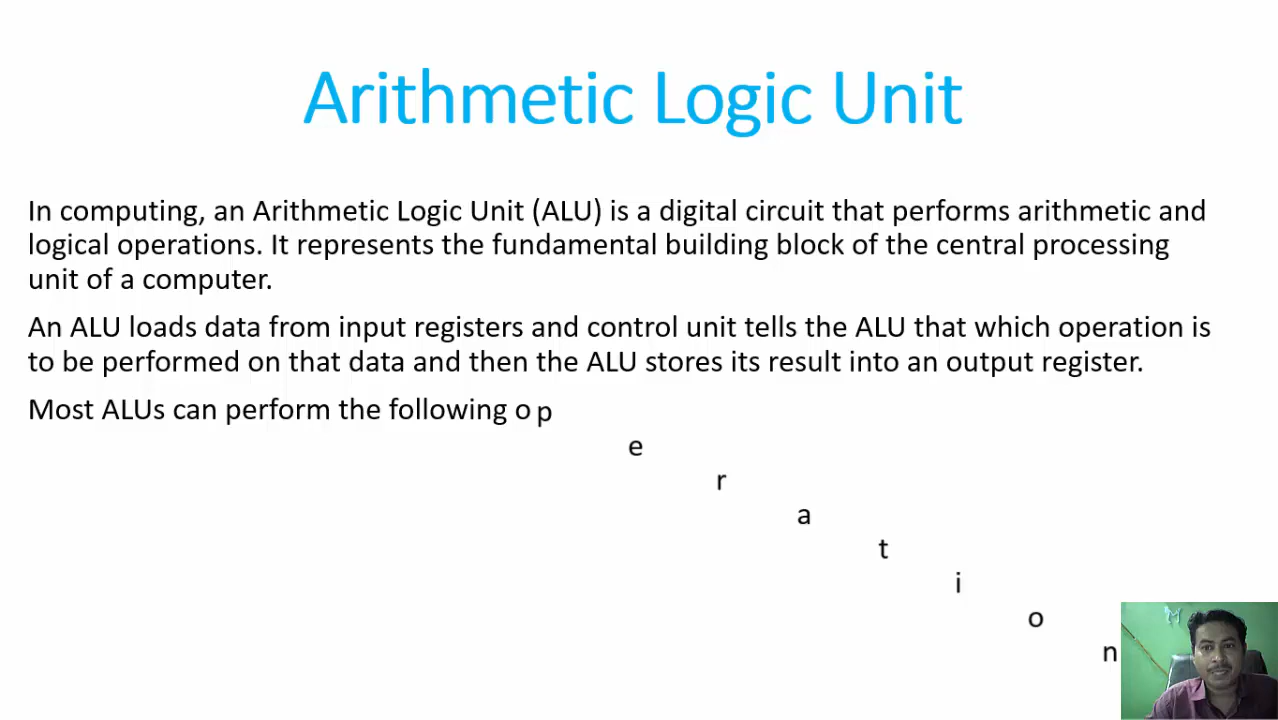 Arithmetic Logic Unit
In computing, an Arithmetic Logic Unit (ALU) is a digital circuit that performs arithmetic and
logical operations. It represents the fundamental building block of the central processing
unit of a computer.
An ALU loads data from input registers and control unit tells the ALU that which operation is
to be performed on that data and then the ALU stores its result into an output register.
Most ALUs can perform the following o p
e
r
a
t
i
o
n